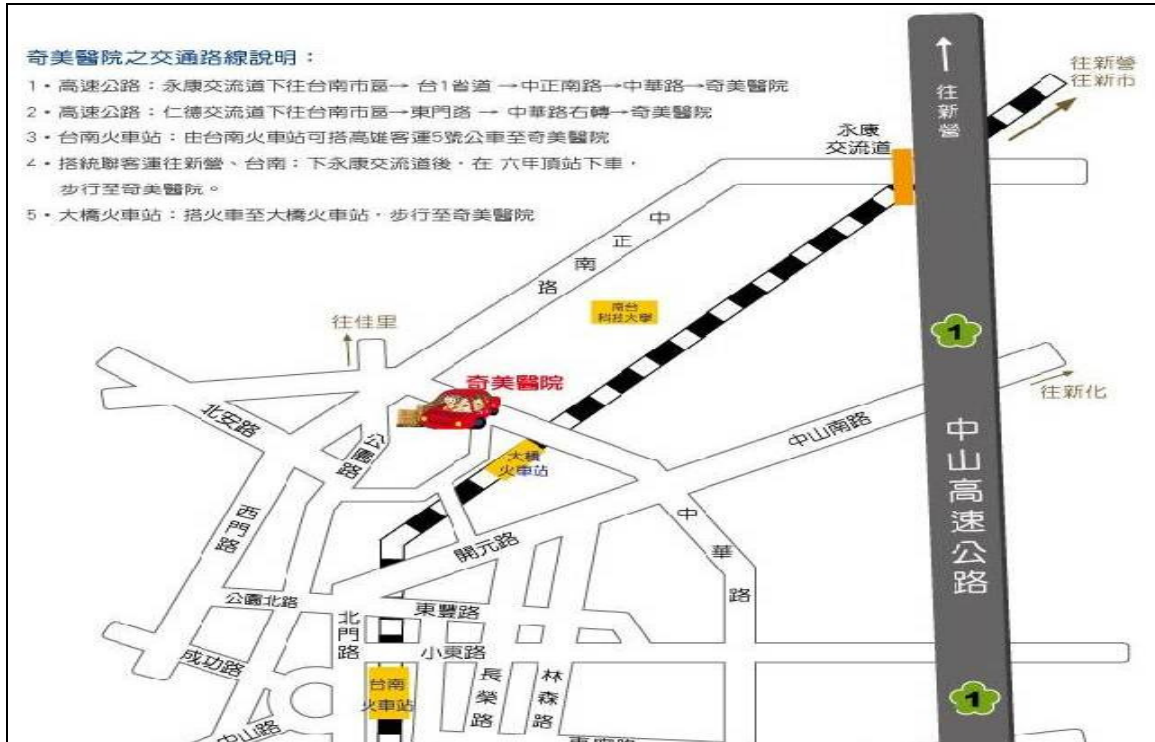 奇美醫院之交通路線說明：
1・高速公路：永康交流道下往台南市區→ 台1省道 →中正南路→中華路→奇美醫院
2・高速公路：仁德交流道下往台南市區→東門路 → 中華路右轉→奇美醫院
3・台南火車站：由台南火車站可搭高雄客運5號公車至奇美醫院
4・搭統聯客運往新營、台南：下永康交流道後，在 六年頂站下車，
步行至奇美醫院。
5・大橋火車站：搭火車至大橋火車站，步行至奇美醫院
往新營
往新營
往新市
永康
交流道
中正南路
南台
科技大學
往佳里
1
奇美醫院
往新化
北安路
公園路
中山南路
大橋
火車站
中山高速公路
西門路
開元路
中華路
公園北路
北門路
東豐路
小東路
成功路
台南
火車站
長榮路
林森路
1
中山路